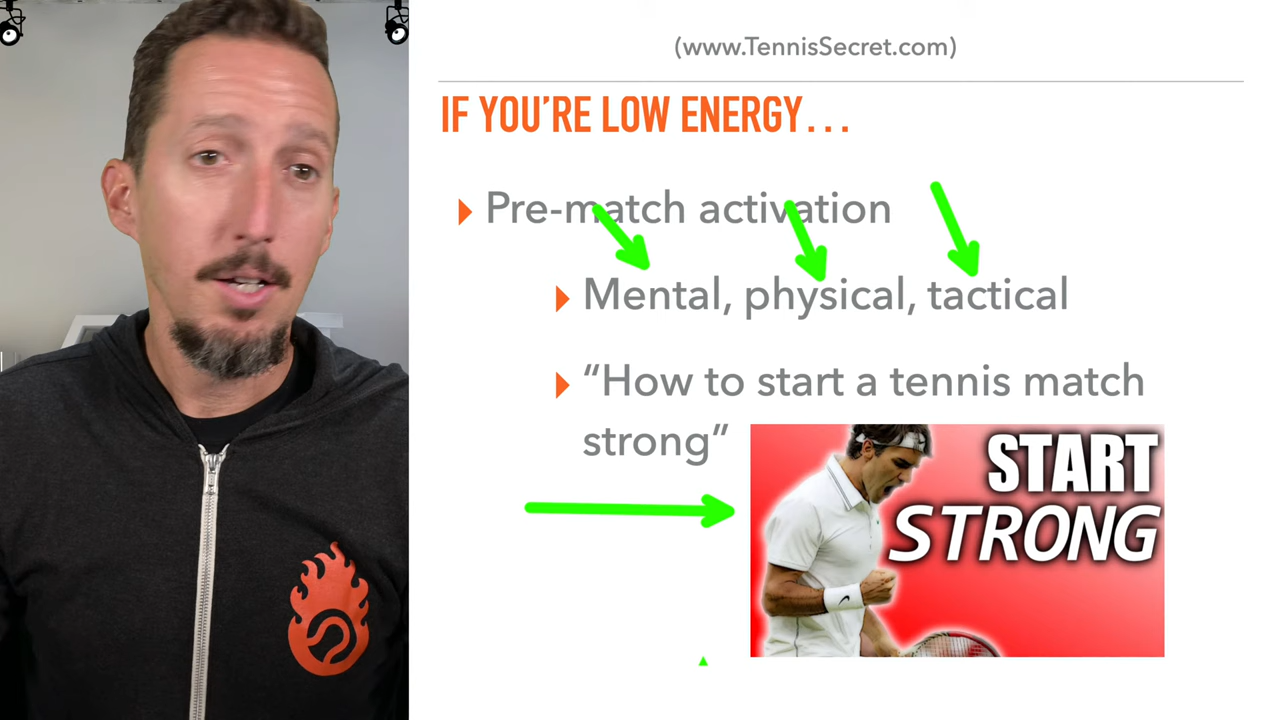 (www.TennisSecret.com)
IF YOU’RE LOW ENERGY...
Pre-match activation
Mental, physical, tactical
“How to start a tennis match
strong”
START
STRONG